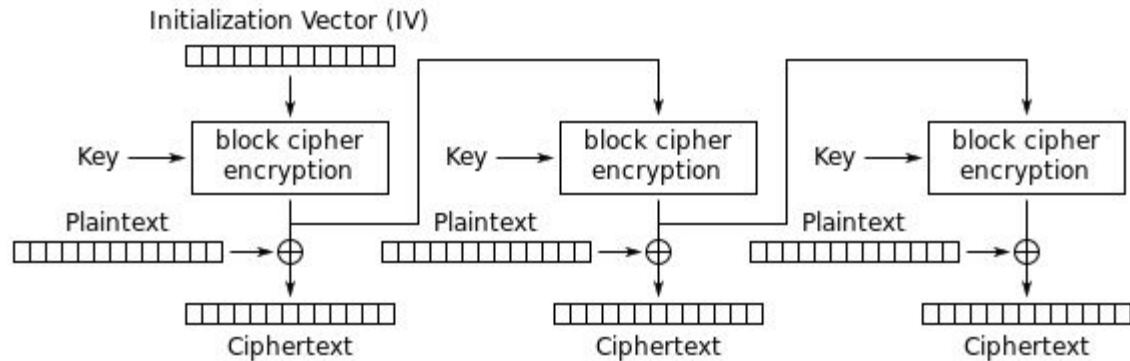 Initialization Vector (IV)
Key
block cipher
encryption
Key
block cipher
encryption
Key
block cipher
encryption
Plaintext
Plaintext
Plaintext
Ciphertext
Ciphertext
Ciphertext